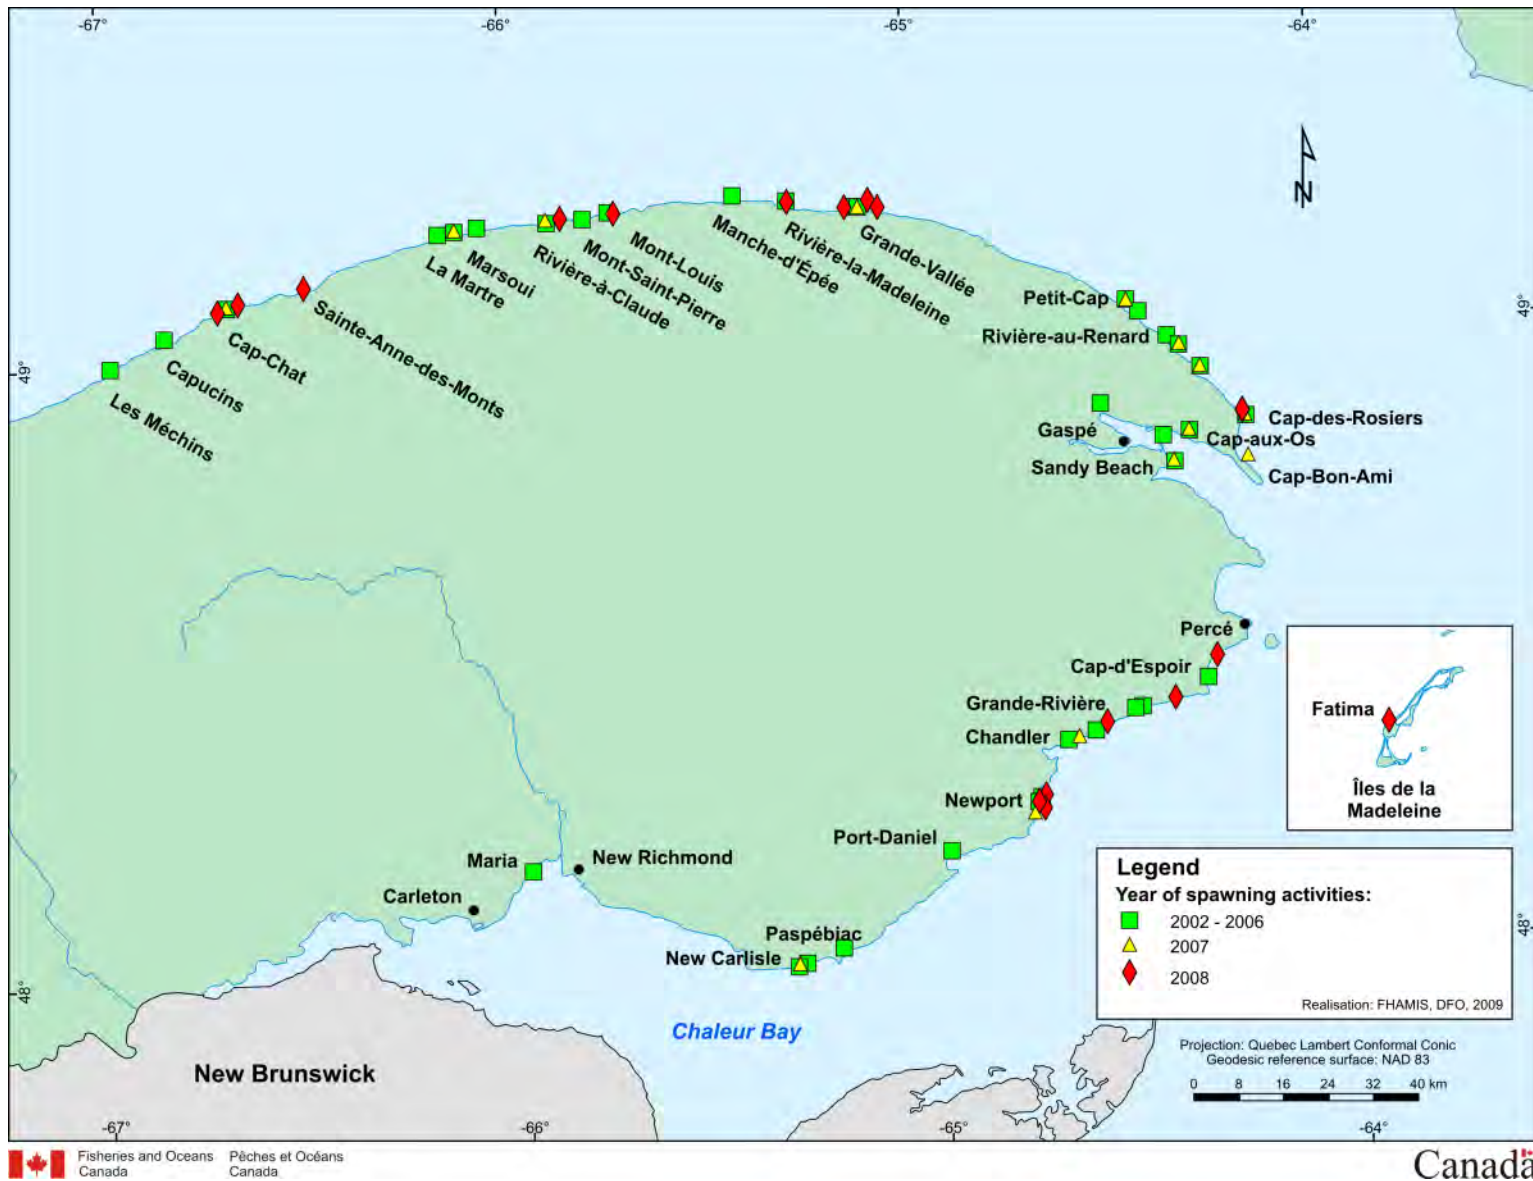 -67°
-66°
-65°
-64°
N
Grande-Vallée
Rivière-la-Madeleine
Manche-d'Épée
Mont-Louis
Mont-Saint-Pierre
Rivière-à-Claude
Marsoui
La Martre
Sainte-Anne-des-Monts
Cap-Chat
Capucins
Les Méchins
Petit-Cap
49°
Rivière-au-Renard
49°
Cap-des-Rosiers
Gaspé
Cap-aux-Os
Sandy Beach
Cap-Bon-Ami
Percé
Cap-d'Espoir
Grande-Rivière
Chandler
Fatima
Îles de la
Madeleine
Newport
Port-Daniel
Maria
New Richmond
Carleton
Paspébiac
New Carlisle
48°
48°
Legend
Year of spawning activities:
2002 - 2006
2007
2008
Realisation: FHAMIS, DFO, 2009
Chaleur Bay
New Brunswick
Projection: Quebec Lambert Conformal Conic
Geodesic reference surface: NAD 83
0 8 16 24 32 40 km
-67°
-66°
-65°
-64°
Fisheries and Oceans Pêches et Océans
Canada Canada
Canada